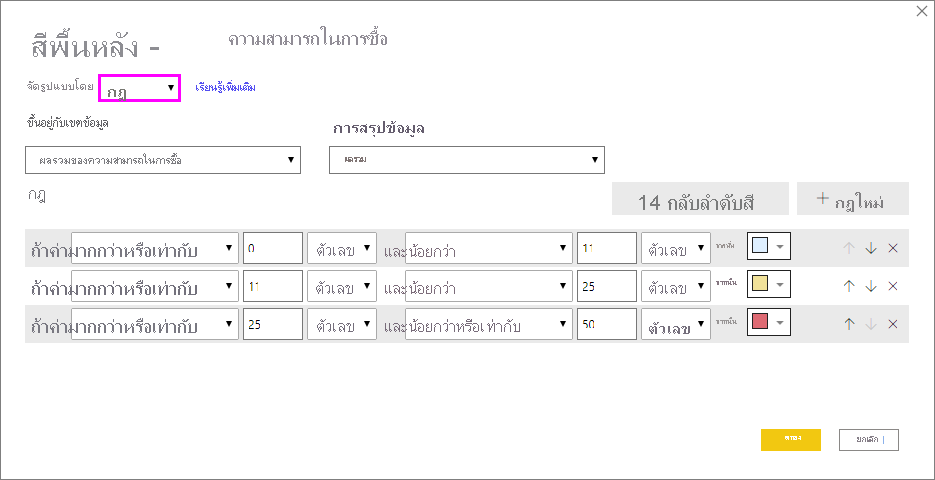 สีพื้นหลัง - ความสามารถในการซื้อ
จัดรูปแบบโดย กฎ เรียนรู้เพิ่มเติม
ขึ้นอยู่กับเขตข้อมูล การสรุปข้อมูล
ผลรวมของความสามารถในการซื้อ ผลรวม
กฎ 14 กลับลําดับสี + กฎใหม่
ถ้าค่ามากกว่าหรือเท่ากับ 0 ตัวเลข และน้อยกว่า 11 ตัวเลข
ถ้าค่ามากกว่าหรือเท่ากับ 11 ตัวเลข และน้อยกว่า 25 ตัวเลข จากนั้น
ถ้าค่ามากกว่าหรือเท่ากับ 25 ตัวเลข และน้อยกว่าหรือเท่ากับ 50 ตัวเลข จากนั้น
ตกลง ยกเลิก |